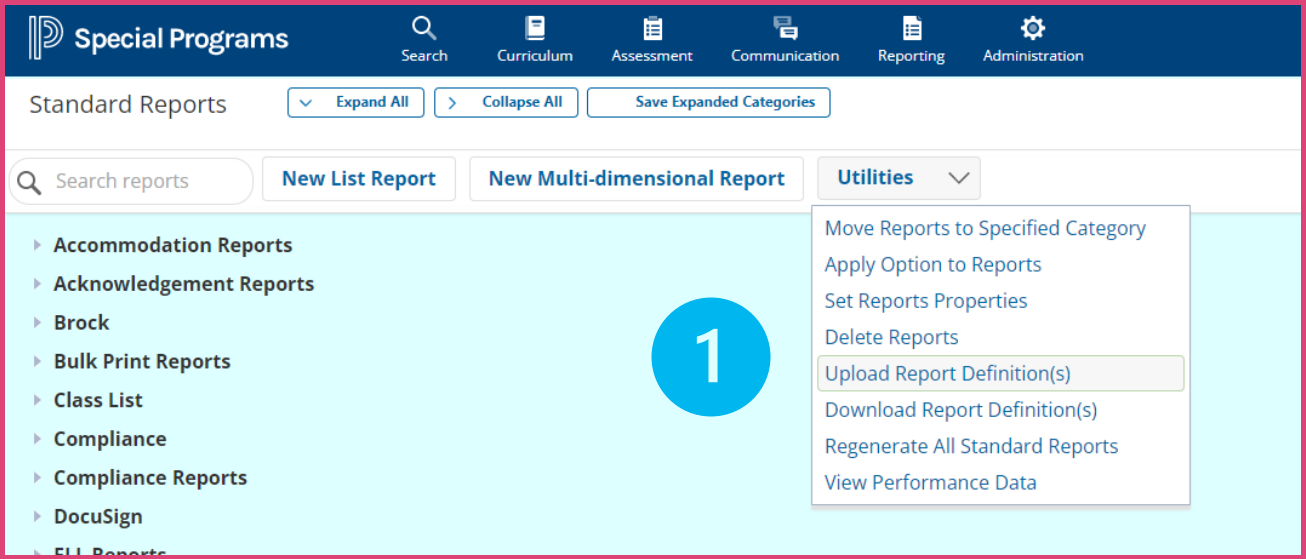 Special Programs
Search
Curriculum
Assessment
Communication
Reporting
Administration
Standard Reports
Expand All
Collapse All
Save Expanded Categories
Search reports
New List Report
New Multi-dimensional Report
Utilities
Move Reports to Specified Category
Apply Option to Reports
Set Reports Properties
Delete Reports
Upload Report Definition(s)
Download Report Definition(s)
Regenerate All Standard Reports
View Performance Data
1
Accommodation Reports
Acknowledgement Reports
Brock
Bulk Print Reports
Class List
Compliance
Compliance Reports
DocuSign
ELL Reports